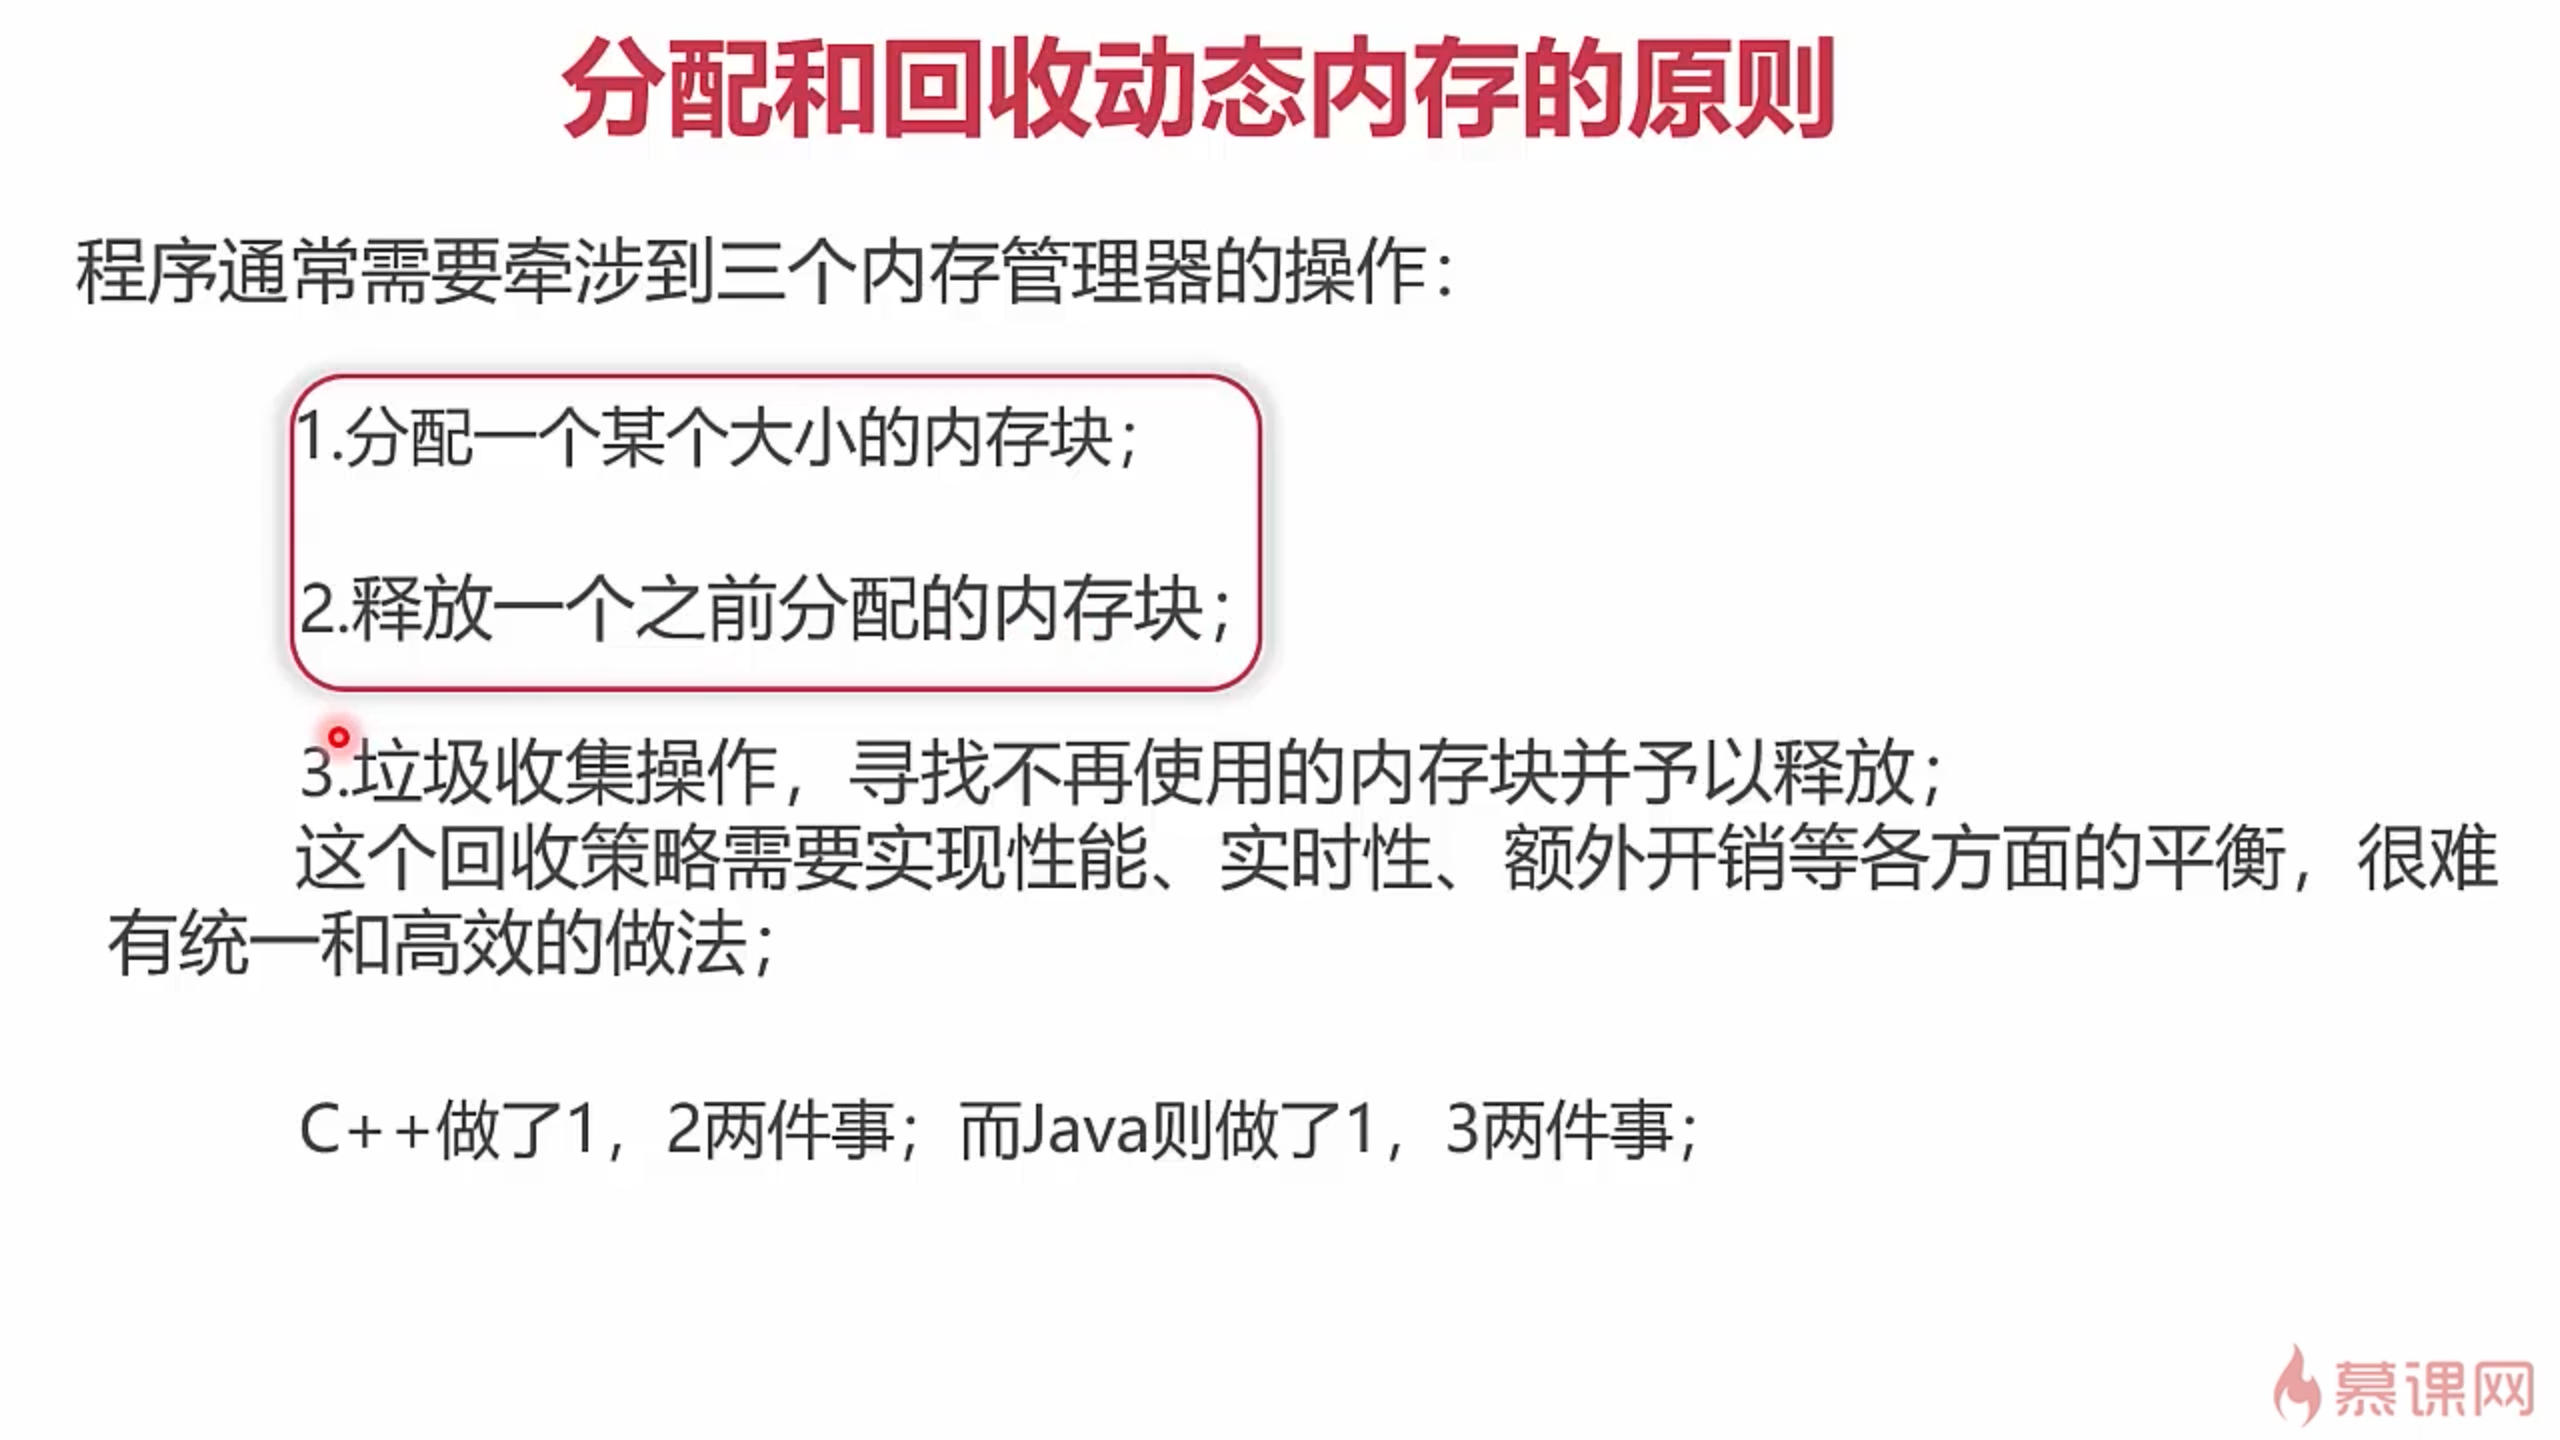 分配和回收动态内存的原则
程序通常需要牵涉到三个内存管理器的操作：
1.分配一个某个大小的内存块；
2.释放一个之前分配的内存块；
3.垃圾收集操作，寻找不再使用的内存块并予以释放；
这个回收策略需要实现性能、实时性、额外开销等各方面的平衡，很难
有统一和高效的做法；
C++做了1，2两件事；而Java则做了1，3两件事；
慕课网